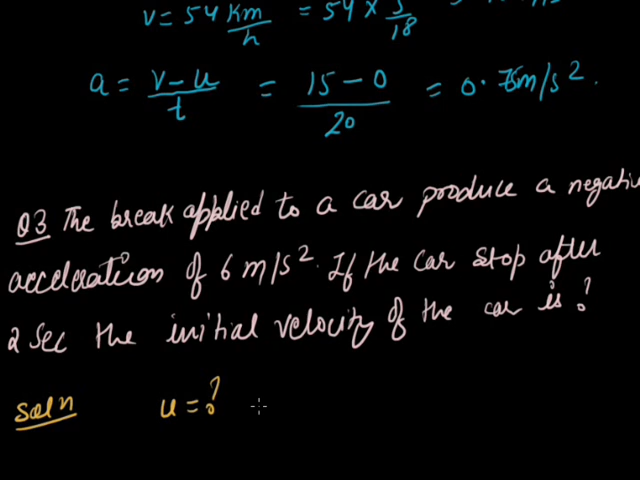 v = 54 km/h = 54 × 5/18
a = v – u / t = 15 – 0 / 20 = 0.75m/s².
Q3 The break applied to a car produce a negative
acceleration of 6 m/s². If the car stop after
2 Sec the initial velocity of the car is?
Soln u = ?